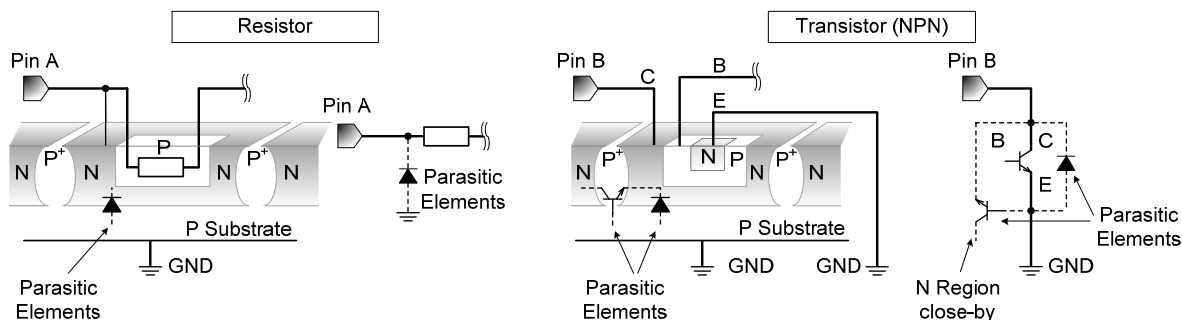 Resistor
Pin A
Pin A
N
P+
N
P
P+
N
N
Parasitic
Elements
P Substrate
GND
Parasitic
Elements
Transistor (NPN)
Pin B
C
B
E
Pin B
N
P+
N
N
P
P+
N
N
B
C
E
P Substrate
GND
GND
Parasitic
Elements
Parasitic
Elements
GND
N Region
close-by